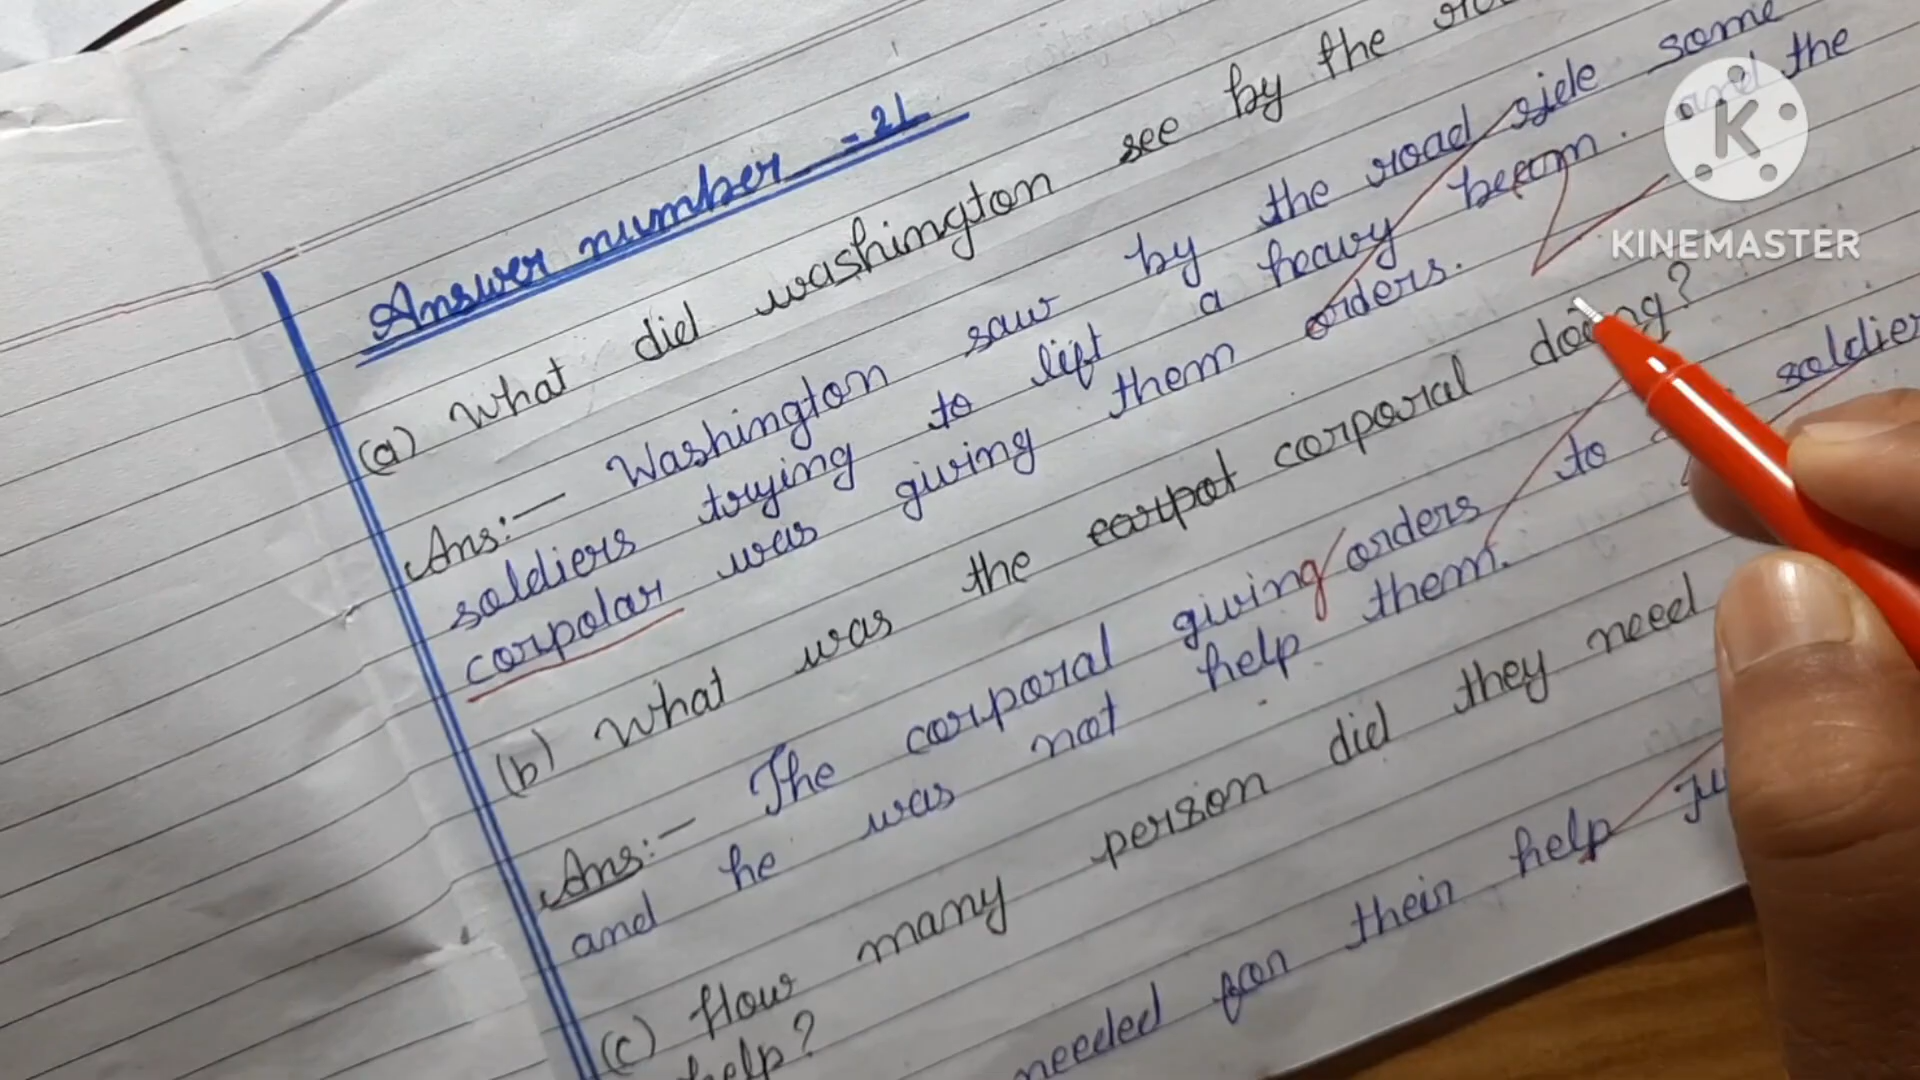 Answer number - 21
(a) What did washington see by the
Ans:- Washington saw by the road side some
soldiers trying to lift a heavy beam. and the
corpolar was giving them orders.
(b) What was the corporal doing?
Ans:- The corporal giving orders to soldier
and he was not help them.
(c) How many person did they need
help?
needed for their help
KINEMASTER